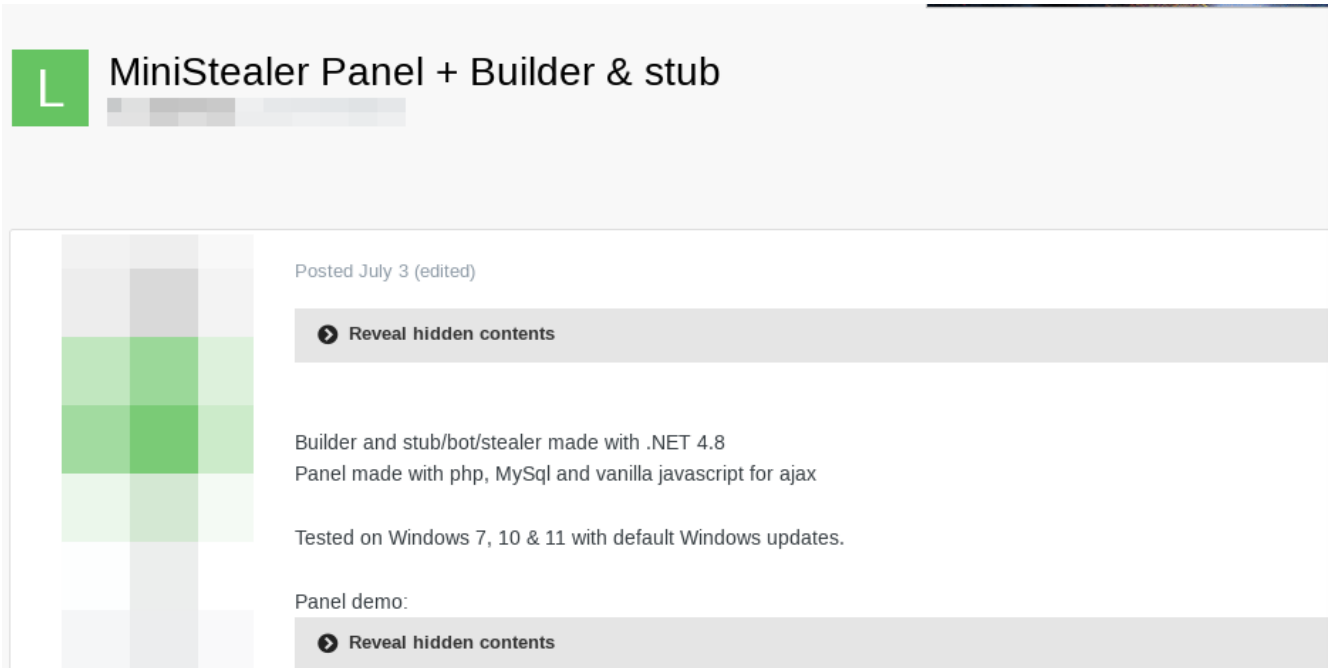 L
MiniStealer Panel + Builder & stub
Posted July 3 (edited)
Reveal hidden contents
Builder and stub/bot/stealer made with .NET 4.8
Panel made with php, MySql and vanilla javascript for ajax
Tested on Windows 7, 10 & 11 with default Windows updates.
Panel demo:
Reveal hidden contents